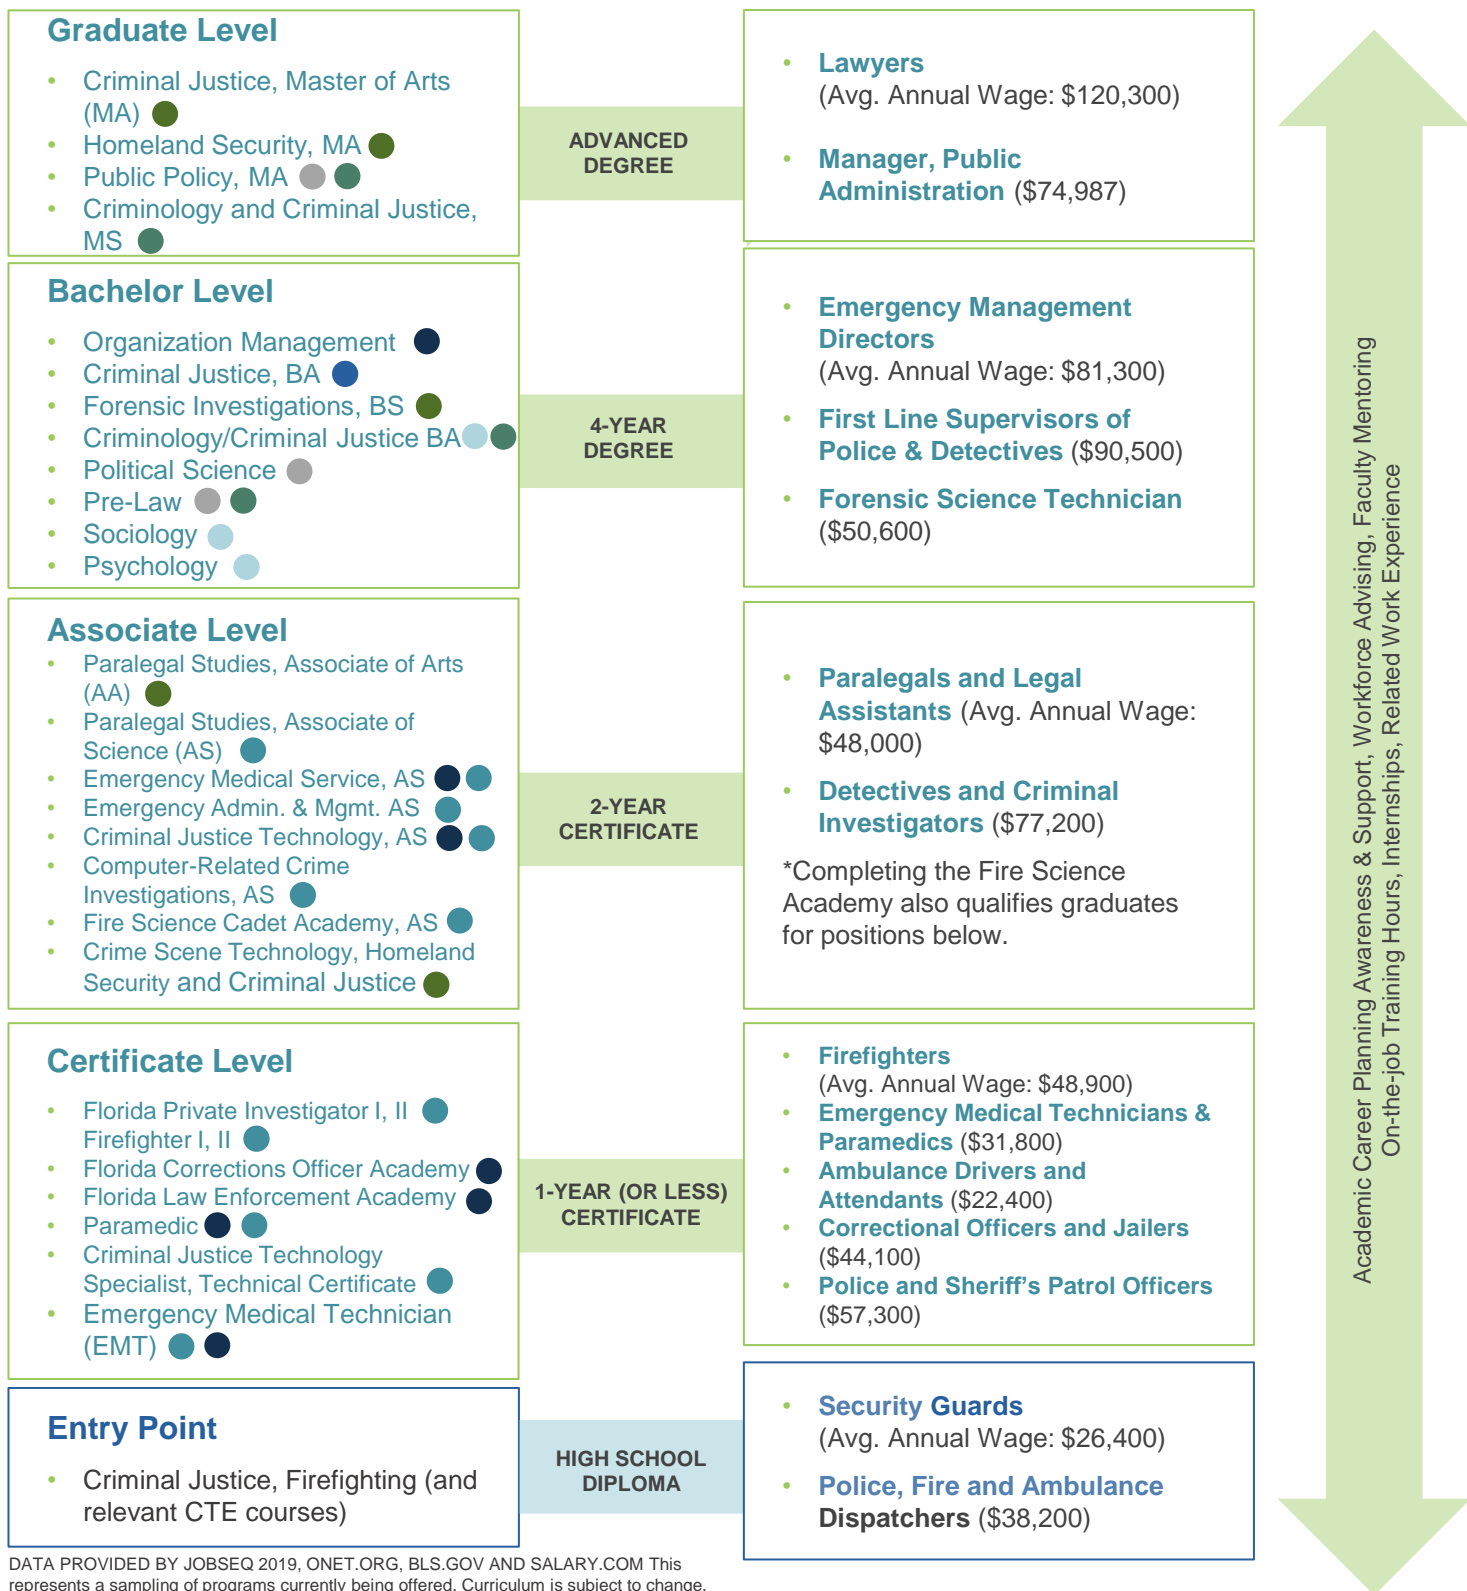 Graduate Level
• Criminal Justice, Master of Arts
(MA)
• Homeland Security, MA
• Public Policy, MA
• Criminology and Criminal Justice,
MS
ADVANCED
DEGREE
• Lawyers
(Avg. Annual Wage: $120,300)
• Manager, Public
Administration ($74,987)
Bachelor Level
• Organization Management
• Criminal Justice, BA
• Forensic Investigations, BS
• Criminology/Criminal Justice BA
• Political Science
• Pre-Law
• Sociology
• Psychology
4-YEAR
DEGREE
• Emergency Management
Directors
(Avg. Annual Wage: $81,300)
• First Line Supervisors of
Police & Detectives ($90,500)
• Forensic Science Technician
($50,600)
Associate Level
• Paralegal Studies, Associate of Arts
(AA)
• Paralegal Studies, Associate of
Science (AS)
• Emergency Medical Service, AS
• Emergency Admin. & Mgmt. AS
• Criminal Justice Technology, AS
• Computer-Related Crime
Investigations, AS
• Fire Science Cadet Academy, AS
• Crime Scene Technology, Homeland
Security and Criminal Justice
2-YEAR
CERTIFICATE
• Paralegals and Legal
Assistants (Avg. Annual Wage:
$48,000)
• Detectives and Criminal
Investigators ($77,200)
*Completing the Fire Science
Academy also qualifies graduates
for positions below.
Certificate Level
• Florida Private Investigator I, II
Firefighter I, II
• Florida Corrections Officer Academy
• Florida Law Enforcement Academy
• Paramedic
• Criminal Justice Technology
Specialist, Technical Certificate
• Emergency Medical Technician
(EMT)
1-YEAR (OR LESS)
CERTIFICATE
• Firefighters
(Avg. Annual Wage: $48,900)
• Emergency Medical Technicians &
Paramedics ($31,800)
• Ambulance Drivers and
Attendants ($22,400)
• Correctional Officers and Jailers
($44,100)
• Police and Sheriff's Patrol Officers
($57,300)
Entry Point
• Criminal Justice, Firefighting (and
relevant CTE courses)
HIGH SCHOOL
DIPLOMA
• Security Guards
(Avg. Annual Wage: $26,400)
• Police, Fire and Ambulance
Dispatchers ($38,200)
Academic Career Planning Awareness & Support, Workforce Advising, Faculty Mentoring
On-the-job Training Hours, Internships, Related Work Experience
DATA PROVIDED BY JOBSEQ 2019, ONET.ORG, BLS.GOV AND SALARY.COM This
represents a sampling of programs currently being offered. Curriculum is subject to change.